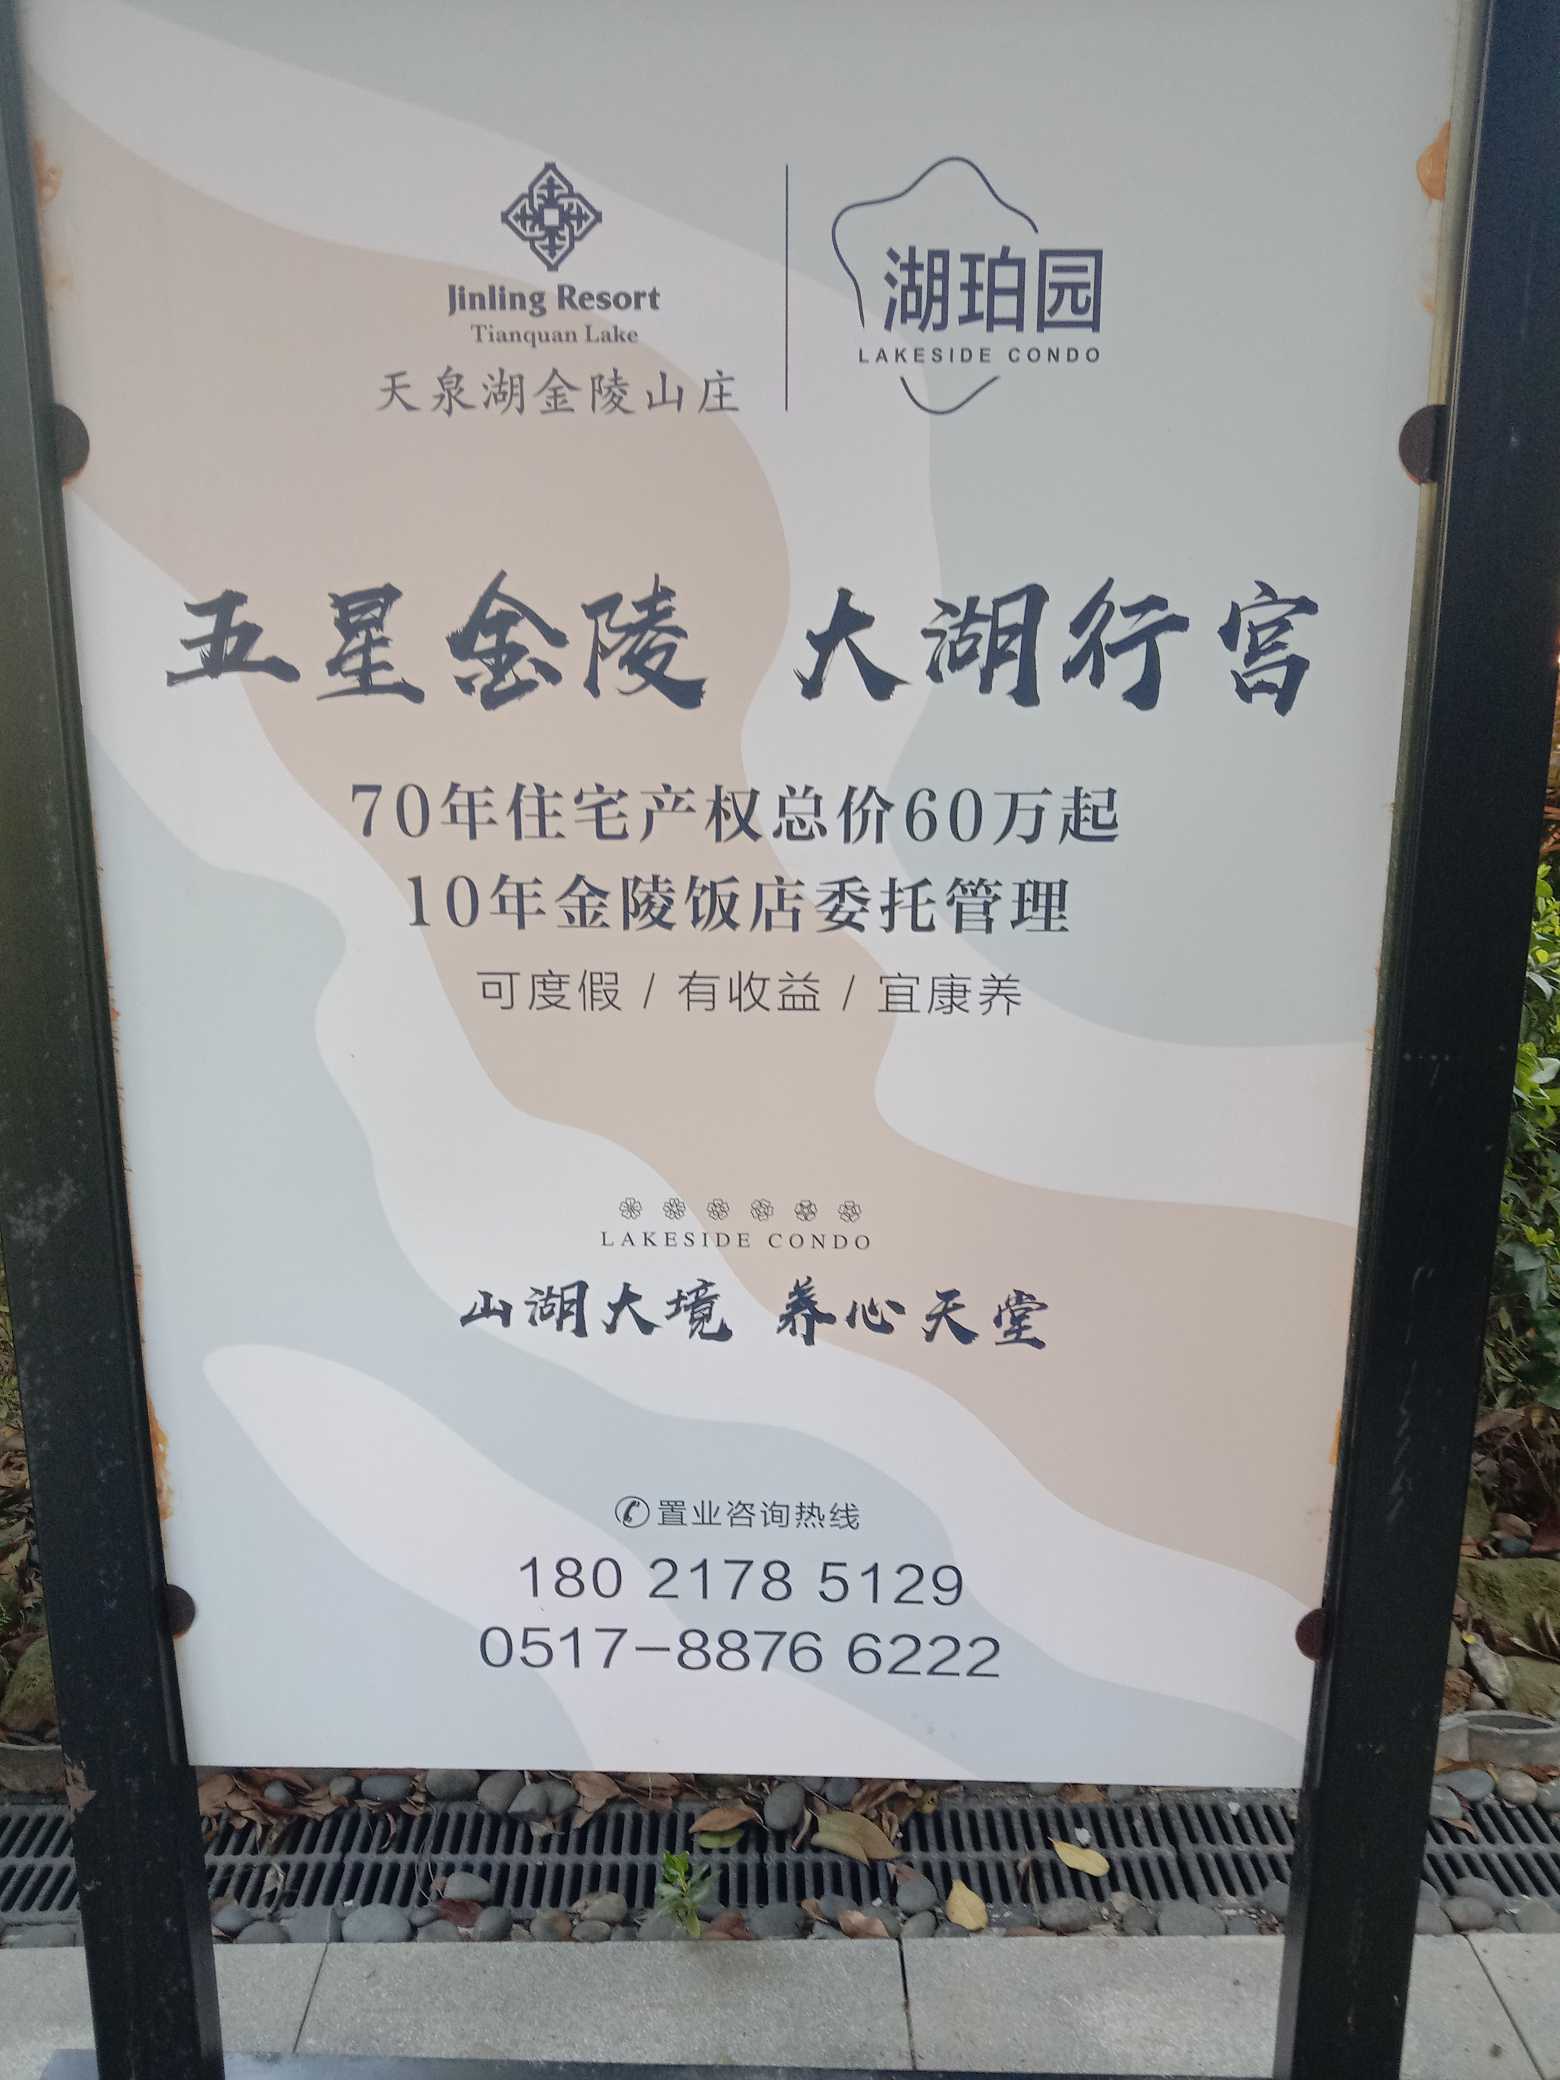 Jinling Resort
Tianquan Lake
天泉湖金陵山庄
湖珀园
LAKESIDE CONDO
五星金陵 大湖行宫
70年住宅产权总价60万起
10年金陵饭店委托管理
可度假 / 有收益 / 宜康养
LAKESIDE CONDO
山湖大境 养心天堂
置业咨询热线
180 2178 5129
0517-8876 6222